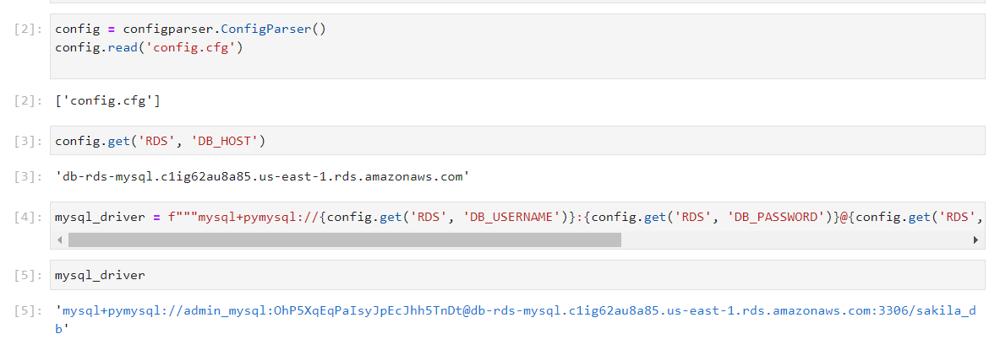 [2]: config = configparser.ConfigParser()
config.read('config.cfg')
[2]: ['config.cfg']
[3]: config.get('RDS', 'DB_HOST')
[3]: 'db-rds-mysql.c1ig62au8a85.us-east-1.rds.amazonaws.com'
[4]: mysql_driver = f"""mysql+pymysql://{config.get('RDS', 'DB_USERNAME')}:{config.get('RDS', 'DB_PASSWORD')}@{config.get('RDS',
[5]: mysql_driver
[5]: 'mysql+pymysql://admin_mysql:OhP5XqEqPaIsyJpEcJhh5TnDt@db-rds-mysql.c1ig62au8a85.us-east-1.rds.amazonaws.com:3306/sakila_d
b'